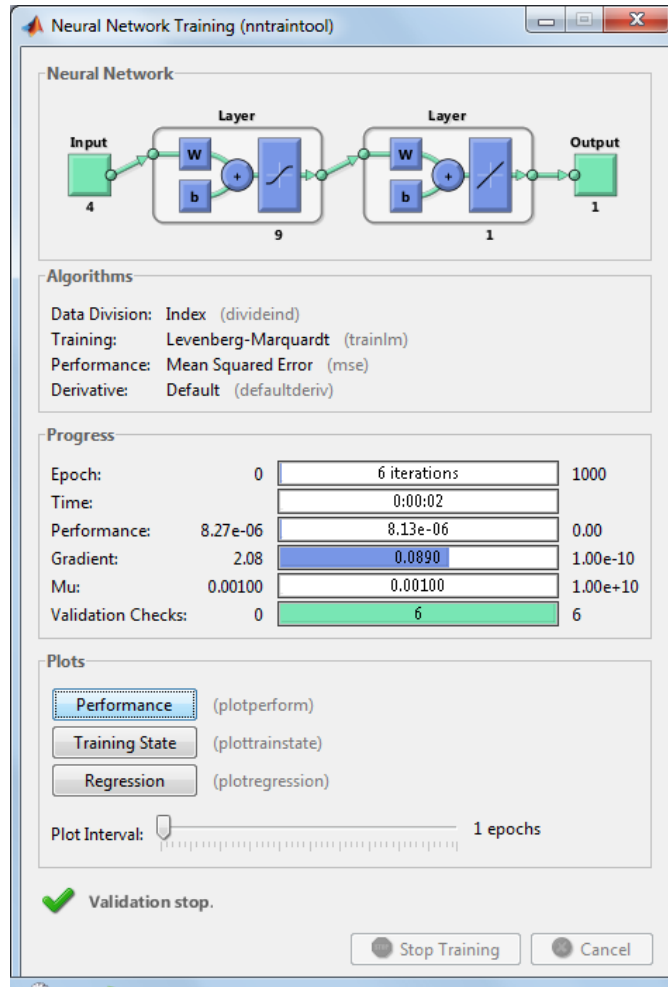 Neural Network Training (nntraintool)
Neural Network
Layer Layer
Input Output
W W
b b
4 9 1 1
Algorithms
Data Division: Index (divideind)
Training: Levenberg-Marquardt (trainlm)
Performance: Mean Squared Error (mse)
Derivative: Default (defaultderiv)
Progress
Epoch: 0 6 iterations 1000
Time: 0:00:02
Performance: 8.27e-06 8.13e-06 0.00
Gradient: 2.08 0.0890 1.00e-10
Mu: 0.00100 0.00100 1.00e+10
Validation Checks: 0 6 6
Plots
Performance (plotperform)
Training State (plottrainstate)
Regression (plotregression)
Plot Interval: 1 epochs
Validation stop.
Stop Training Cancel